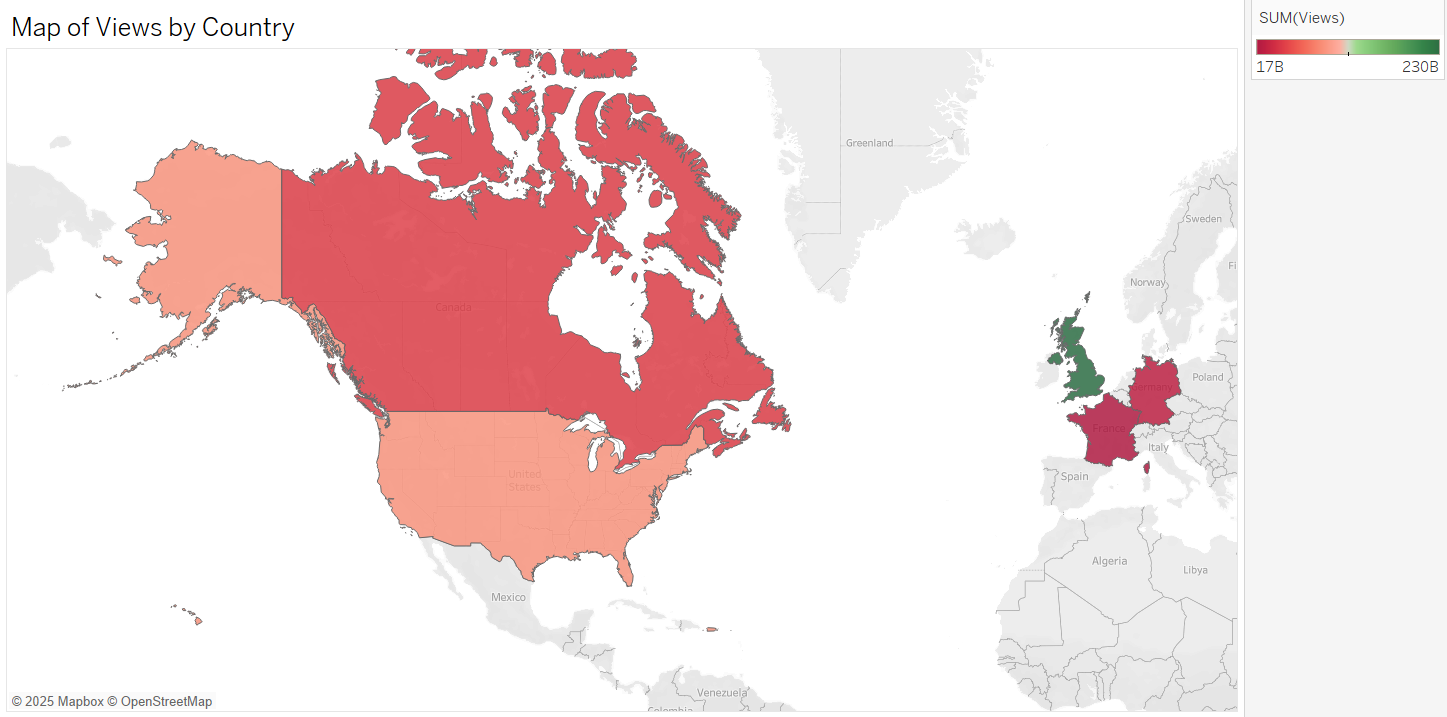 Map of Views by Country
SUM(Views)
17B 230B
Greenland
Sweden
Fi
Norway
Canada
Poland
Germany
France
Italy
United
States
Spain
Algeria
Libya
Mexico
Venezuela
Colombia
© 2025 Mapbox © OpenStreetMap